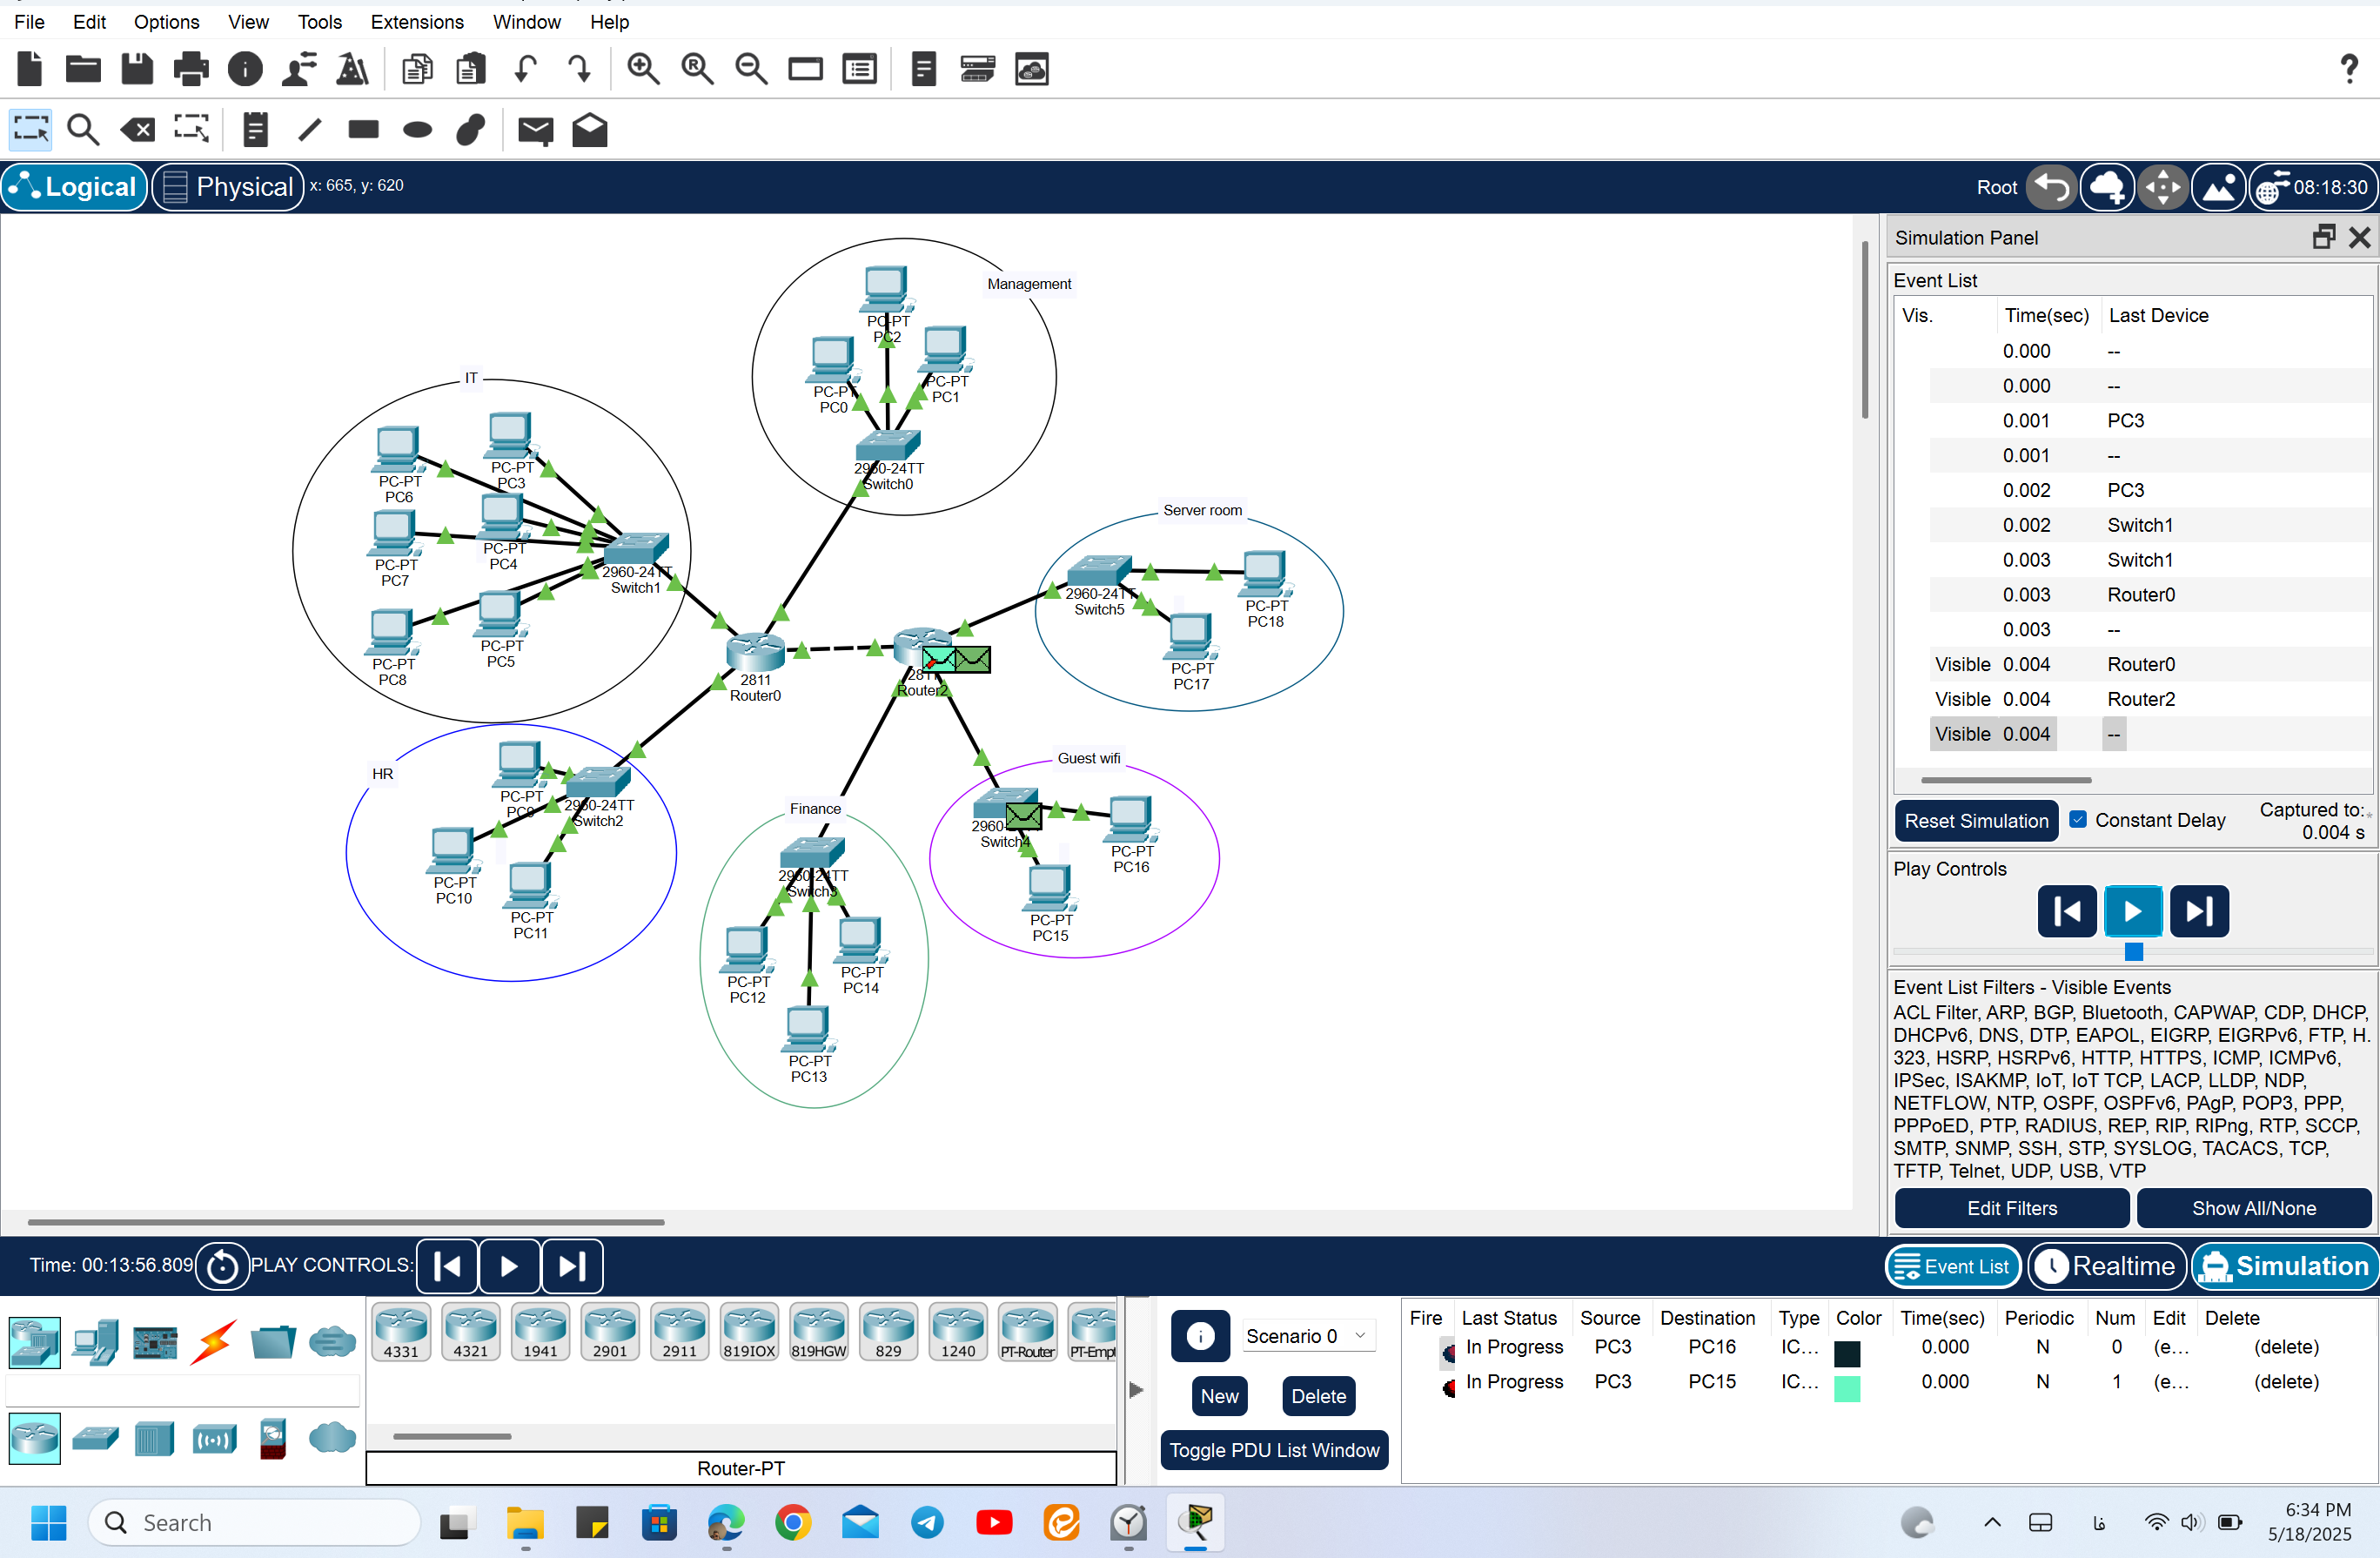 File Edit Options View Tools Extensions Window Help
Logical Physical x: 665, y: 620 Root 08:18:30
Management
PC-PT
PC2
PC-PT
PC0
PC-PT
PC1
2960-24TT
Switch0
IT
PC-PT
PC6
PC-PT
PC3
PC-PT
PC7
PC-PT
PC4
PC-PT
PC8
PC-PT
PC5
2960-24TT
Switch1
Server room
2960-24TT
Switch5
PC-PT
PC18
PC-PT
PC17
2811
Router0
2811
Router2
HR
PC-PT
PC9
2960-24TT
Switch2
PC-PT
PC10
PC-PT
PC11
Finance
2960-24TT
Switch3
PC-PT
PC12
PC-PT
PC14
PC-PT
PC13
Guest wifi
Switch4
PC-PT
PC16
PC-PT
PC15
Simulation Panel
Event List
Vis. Time(sec) Last Device
0.000 --
0.000 --
0.001 PC3
0.001 --
0.002 PC3
0.002 Switch1
0.003 Switch1
0.003 Router0
0.003 --
Visible 0.004 Router0
Visible 0.004 Router2
Visible 0.004 --
Reset Simulation Constant Delay Captured to:*
0.004 s
Play Controls
Event List Filters - Visible Events
ACL Filter, ARP, BGP, Bluetooth, CAPWAP, CDP, DHCP,
DHCPv6, DNS, DTP, EAPOL, EIGRP, EIGRPv6, FTP, H.
323, HSRP, HSRPv6, HTTP, HTTPS, ICMP, ICMPv6,
IPSec, ISAKMP, IoT, IoT TCP, LACP, LLDP, NDP,
NETFLOW, NTP, OSPF, OSPFv6, PAgP, POP3, PPP,
PPPoED, PTP, RADIUS, REP, RIP, RIPng, RTP, SCCP,
SMTP, SNMP, SSH, STP, SYSLOG, TACACS, TCP,
TFTP, Telnet, UDP, USB, VTP
Edit Filters Show All/None
Time: 00:13:56.809 PLAY CONTROLS: Event List Realtime Simulation
4331 4321 1941 2901 2911 819IOX 819HGW 829 1240 PT-Router PT-Empt
Router-PT
Scenario 0
New Delete
Toggle PDU List Window
Fire Last Status Source Destination Type Color Time(sec) Periodic Num Edit Delete
In Progress PC3 PC16 IC... 0.000 N 0 (e... (delete)
In Progress PC3 PC15 IC... 0.000 N 1 (e... (delete)
Search
فا
6:34 PM
5/18/2025